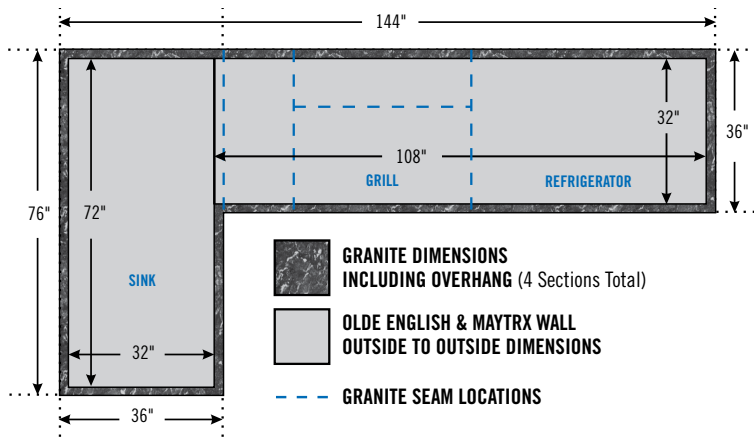 144"
76"
72"
32"
36"
108"
GRILL
REFRIGERATOR
SINK
32"
36"
GRANITE DIMENSIONS
INCLUDING OVERHANG (4 Sections Total)
OLDE ENGLISH & MAYTRX WALL
OUTSIDE TO OUTSIDE DIMENSIONS
GRANITE SEAM LOCATIONS